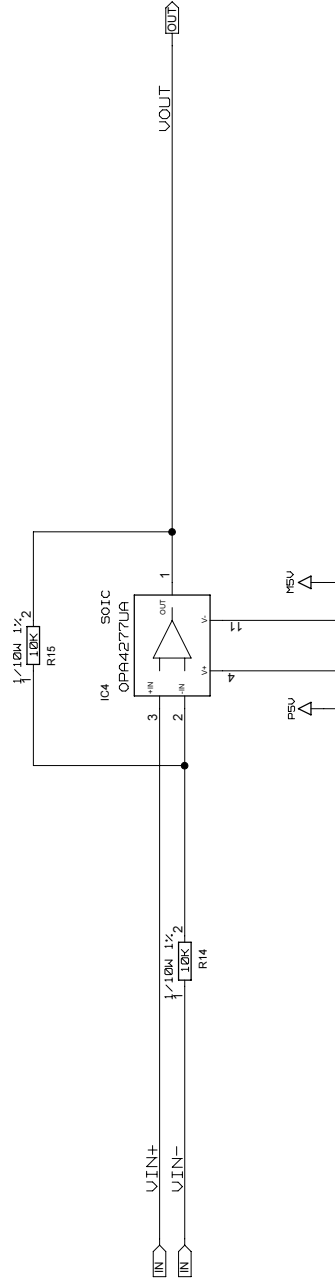 OUT
VOUT
1/10W 1%
1
10K
2
R15
IC4
SOIC
OPA4277UA
3
+IN
2
-IN
OUT
1
V+
V-
4
11
P5V
M5V
1/10W 1%
1
10K
2
R14
VIN+
VIN-
IN
IN